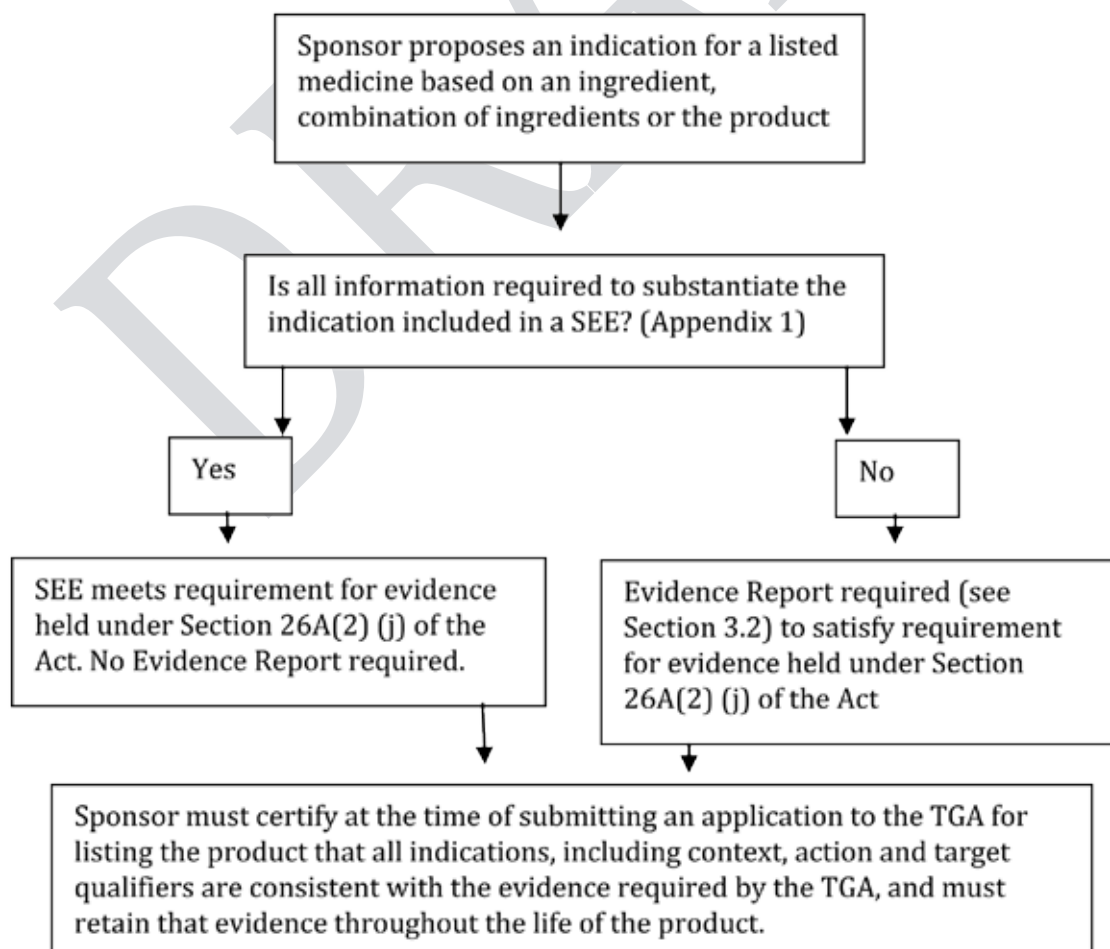 Sponsor proposes an indication for a listed
medicine based on an ingredient,
combination of ingredients or the product
Is all information required to substantiate the
indication included in a SEE? (Appendix 1)
Yes
No
SEE meets requirement for evidence
held under Section 26A(2) (j) of the
Act. No Evidence Report required.
Evidence Report required (see
Section 3.2) to satisfy requirement
for evidence held under Section
26A(2) (j) of the Act
Sponsor must certify at the time of submitting an application to the TGA for
listing the product that all indications, including context, action and target
qualifiers are consistent with the evidence required by the TGA, and must
retain that evidence throughout the life of the product.